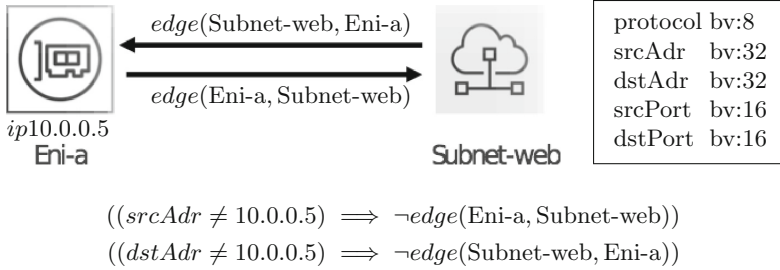 edge(Subnet-web, Eni-a)
edge(Eni-a, Subnet-web)
ip10.0.0.5
Eni-a
Subnet-web
protocol bv:8
srcAdr bv:32
dstAdr bv:32
srcPort bv:16
dstPort bv:16
((srcAdr ≠ 10.0.0.5) ⟹ ¬edge(Eni-a, Subnet-web))
((dstAdr ≠ 10.0.0.5) ⟹ ¬edge(Subnet-web, Eni-a))